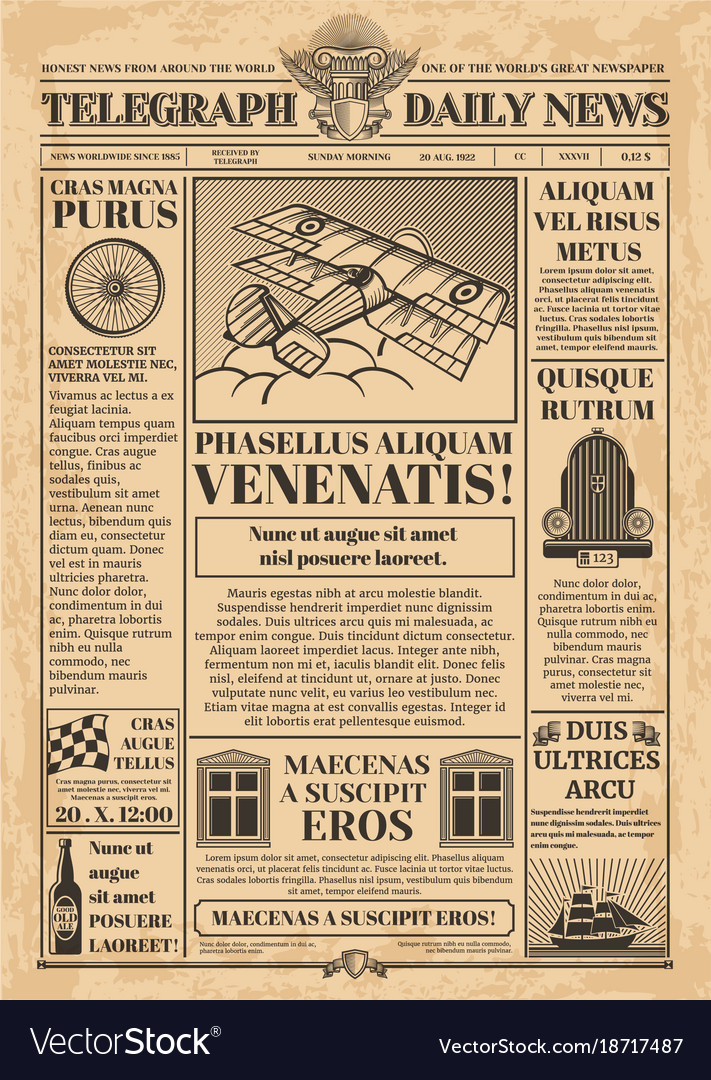 HONEST NEWS FROM AROUND THE WORLD
ONE OF THE WORLD'S GREAT NEWSPAPER
TELEGRAPH DAILY NEWS
NEWS WORLDWIDE SINCE 1885
RECEIVED BY
TELEGRAPH
SUNDAY MORNING
20 AUG. 1922
CC
XXXVII
0,12 $
CRAS MAGNA
PURUS
CONSECTETUR SIT
AMET MOLESTIE NEC,
VIVERRA VEL MI.
Vivamus ac lectus a ex
feugiat lacinia.
Aliquam tempus quam
faucibus orci imperdiet
congue. Cras augue
tellus, finibus ac
sodales quis,
vestibulum sit amet
urna. Aenean nunc
lectus, bibendum quis
diam eu, consectetur
dictum quam. Donec
vel est in mauris
ultricies pharetra.
Nunc dolor dolor,
condimentum in dui
ac, pharetra lobortis
enim. Quisque rutrum
nibh eu nulla
commodo, nec
bibendum mauris
pulvinar.
CRAS
AUGUE
TELLUS
Cras magna purus, consectetur sit
amet molestie nec, viverra vel mi.
Maecenas a suscipit eros.
20 . X. 12:00
GOOD
OLD
ALE
Nunc ut
augue
sit amet
POSUERE
LAOREET!
PHASELLUS ALIQUAM
VENENATIS!
Nunc ut augue sit amet
nisl posuere laoreet.
Mauris egestas nibh at arcu molestie blandit.
Suspendisse hendrerit imperdiet nunc dignissim
sodales. Duis ultrices arcu quis mi malesuada, ac
tempor enim congue. Duis tincidunt dictum consectetur.
Aliquam laoreet imperdiet lacus. Integer ante nibh,
fermentum non mi et, iaculis blandit elit. Donec felis
nisl, eleifend at tincidunt ut, ornare at justo. Donec
vulputate nunc velit, eu varius leo vestibulum nec.
Etiam vitae magna at est convallis egestas. Integer id
elit lobortis erat pellentesque euismod.
MAECENAS
A SUSCIPIT
EROS
Lorem ipsum dolor sit amet, consectetur adipiscing elit. Phasellus aliquam
venenatis orci, ut placerat felis tincidunt ac. Fusce lacinia ut tortor vitae luctus.
Cras sodales lobortis fringilla. Phasellus nisl ipsum, vestibulum quis bibendum
sit amet, tempor eleifend mauris.
MAECENAS A SUSCIPIT EROS!
Nunc dolor dolor, condimentum in dui ac,
pharetra lobortis enim.
Quisque rutrum nibh eu nulla commodo,
nec bibendum mauris pulvinar.
ALIQUAM
VEL RISUS
METUS
Lorem ipsum dolor sit amet,
consectetur adipiscing elit.
Phasellus aliquam venenatis
orci, ut placerat felis tincidunt
ac. Fusce lacinia ut tortor vitae
luctus. Cras sodales lobortis
fringilla. Phasellus nisl ipsum,
vestibulum quis bibendum sit
amet, tempor eleifend mauris.
QUISQUE
RUTRUM
123
Nunc dolor dolor,
condimentum in dui ac,
pharetra lobortis enim.
Quisque rutrum nibh eu
nulla commodo, nec
bibendum mauris
pulvinar. Cras magna
purus, consectetur sit
amet molestie nec,
viverra vel mi.
DUIS
ULTRICES
ARCU
Suspendisse hendrerit imperdiet
nunc dignissim sodales. Duis ultrices
arcu quis mi malesuada, ac tempor
enim congue.
VectorStock®
VectorStock.com/18717487